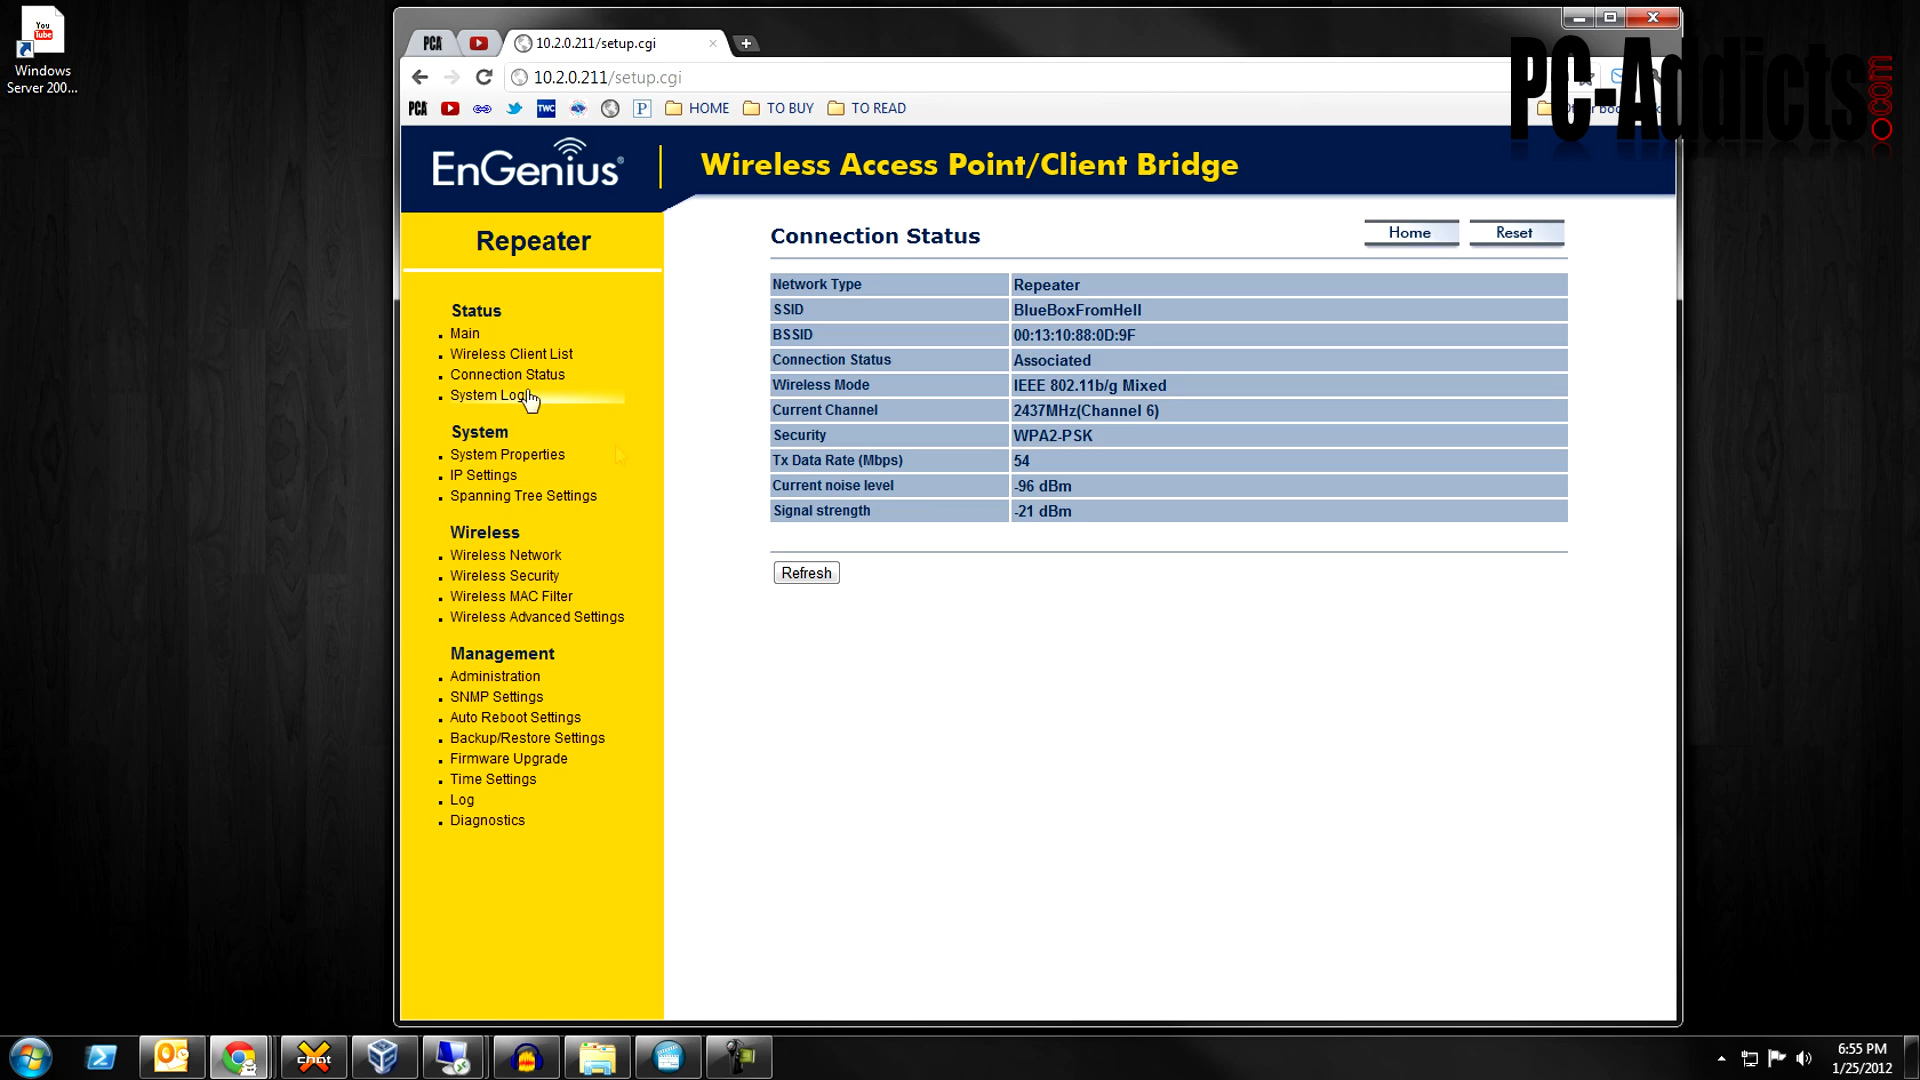 You
Tube
Windows
Server 200...
PCA
10.2.0.211/setup.cgi
10.2.0.211/setup.cgi
PCA
TWC
P
HOME
TO BUY
TO READ
PC-Addicts.com
EnGenius®
Wireless Access Point/Client Bridge
Repeater
Status
Main
Wireless Client List
Connection Status
System Log
System
System Properties
IP Settings
Spanning Tree Settings
Wireless
Wireless Network
Wireless Security
Wireless MAC Filter
Wireless Advanced Settings
Management
Administration
SNMP Settings
Auto Reboot Settings
Backup/Restore Settings
Firmware Upgrade
Time Settings
Log
Diagnostics
Connection Status
Home
Reset
Network Type Repeater
SSID BlueBoxFromHell
BSSID 00:13:10:88:0D:9F
Connection Status Associated
Wireless Mode IEEE 802.11b/g Mixed
Current Channel 2437MHz(Channel 6)
Security WPA2-PSK
Tx Data Rate (Mbps) 54
Current noise level -96 dBm
Signal strength -21 dBm
Refresh
chat
6:55 PM
1/25/2012